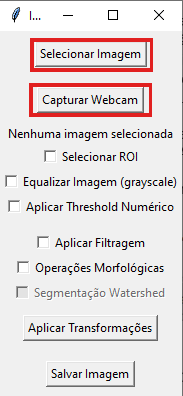 I...
Selecionar Imagem
Capturar Webcam
Nenhuma imagem selecionada
Selecionar ROI
Equalizar Imagem (grayscale)
Aplicar Threshold Numérico
Aplicar Filtragem
Operações Morfológicas
Segmentação Watershed
Aplicar Transformações
Salvar Imagem